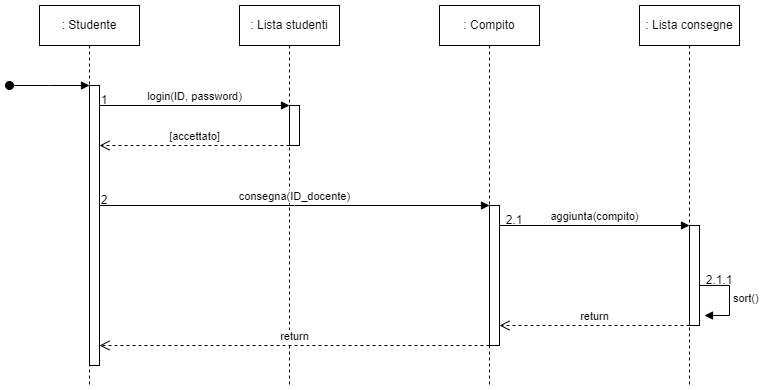 : Studente
: Lista studenti
: Compito
: Lista consegne
1
login(ID, password)
[accettato]
2
consegna(ID_docente)
2.1
aggiunta(compito)
2.1.1
sort()
return
return